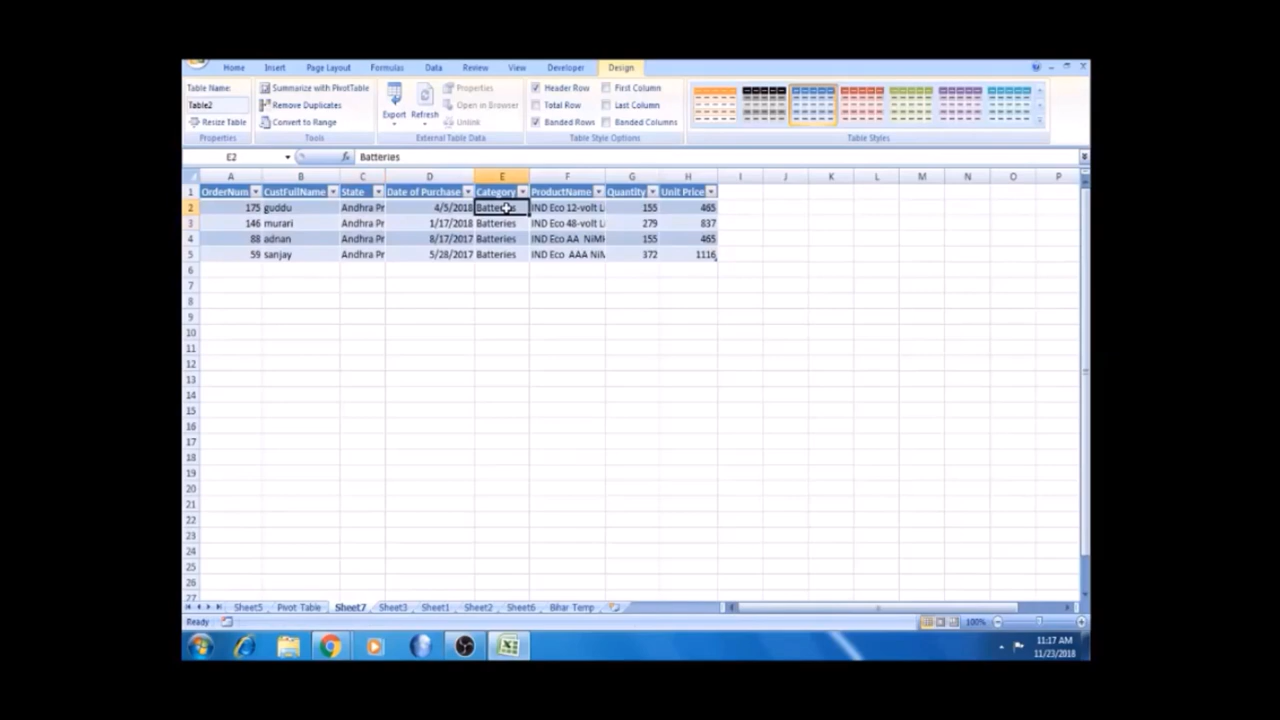 Home Insert Page Layout Formulas Data Review View Developer Design
Table Name: Summarize with PivotTable Properties Header Row First Column
Table2 Remove Duplicates Export Refresh Open in Browser Total Row Last Column
Resize Table Convert to Range Unlink Banded Rows Banded Columns
Properties Tools External Table Data Table Style Options Table Styles
E2 fx Batteries
A B C D E F G H I J K L M N O P
1 OrderNum CustFullName State Date of Purchase Category ProductName Quantity Unit Price
2 175 guddu Andhra Pr 4/5/2018 Batteries IND Eco 12-volt L 155 465
3 146 murari Andhra Pr 1/17/2018 Batteries IND Eco 48-volt L 279 837
4 88 adnan Andhra Pr 8/17/2017 Batteries IND Eco AA NiMH 155 465
5 59 sanjay Andhra Pr 5/28/2017 Batteries IND Eco AAA NiM 372 1116
6
7
8
9
10
11
12
13
14
15
16
17
18
19
20
21
22
23
24
25
26
27
Sheet5 Pivot Table Sheet7 Sheet3 Sheet1 Sheet2 Sheet6 Bihar Temp
Ready 100%
11:17 AM
11/23/2018